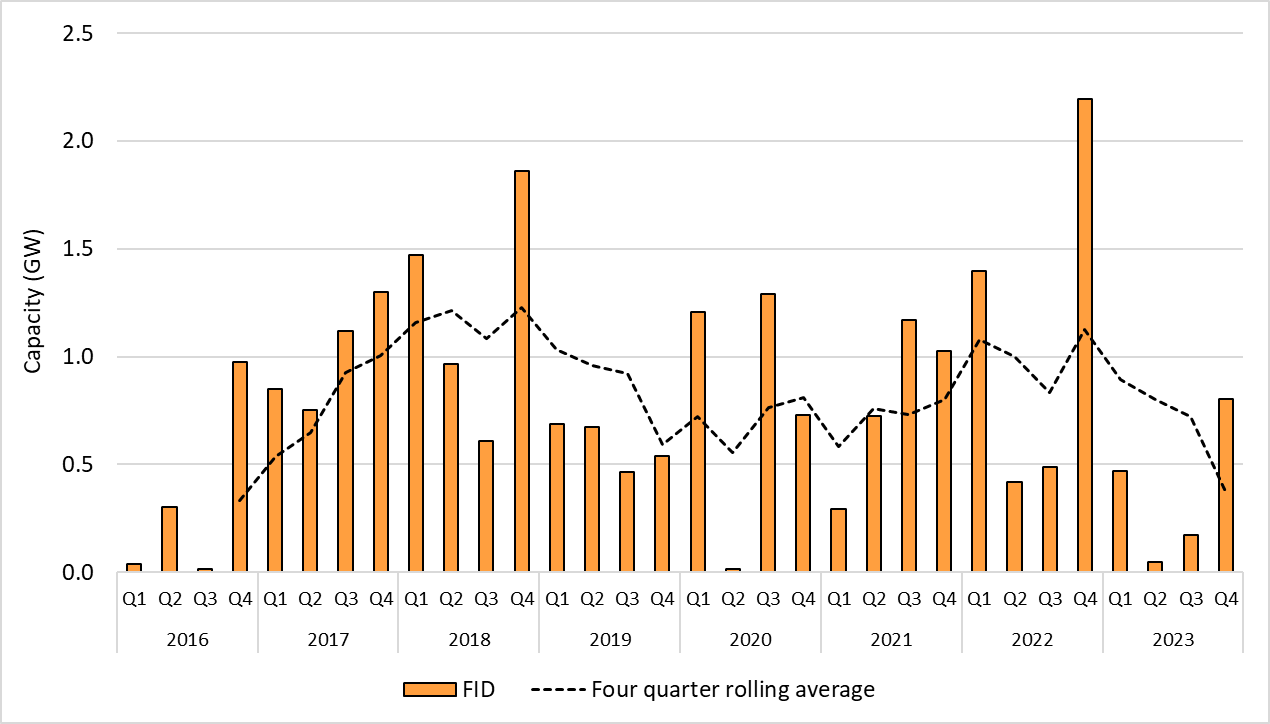 2.5
2.0
1.5
1.0
0.5
0.0
Capacity (GW)
Q1 Q2 Q3 Q4 Q1 Q2 Q3 Q4 Q1 Q2 Q3 Q4 Q1 Q2 Q3 Q4 Q1 Q2 Q3 Q4 Q1 Q2 Q3 Q4 Q1 Q2 Q3 Q4 Q1 Q2 Q3 Q4
2016 2017 2018 2019 2020 2021 2022 2023
FID Four quarter rolling average